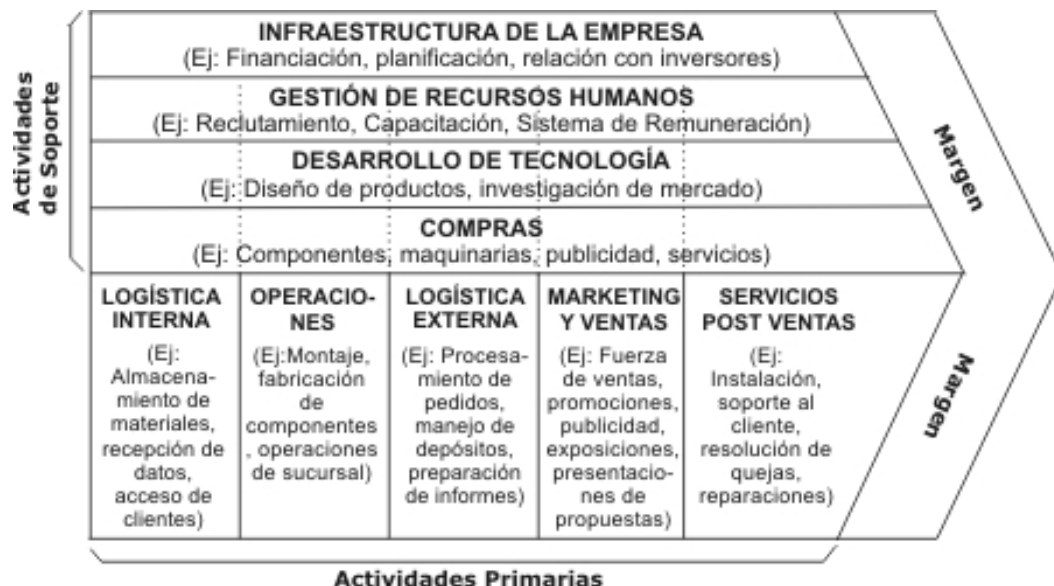 Actividades
de Soporte
INFRAESTRUCTURA DE LA EMPRESA
(Ej: Financiación, planificación, relación con inversores)
GESTIÓN DE RECURSOS HUMANOS
(Ej: Reclutamiento, Capacitación, Sistema de Remuneración)
DESARROLLO DE TECNOLOGÍA
(Ej: Diseño de productos, investigación de mercado)
COMPRAS
(Ej: Componentes, maquinarias, publicidad, servicios)
LOGÍSTICA
INTERNA
(Ej:
Almacena-
miento de
materiales,
recepción de
datos,
acceso de
clientes)
OPERACIO-
NES
(Ej:Montaje,
fabricación
de
componentes
, operaciones
de sucursal)
LOGÍSTICA
EXTERNA
(Ej: Procesa-
miento de
pedidos,
manejo de
depósitos,
preparación
de informes)
MARKETING
Y VENTAS
(Ej: Fuerza
de ventas,
promociones,
publicidad,
exposiciones,
presentacio-
nes de
propuestas)
SERVICIOS
POST VENTAS
(Ej:
Instalación,
soporte al
cliente,
resolución de
quejas,
reparaciones)
Margen
Margen
Actividades Primarias